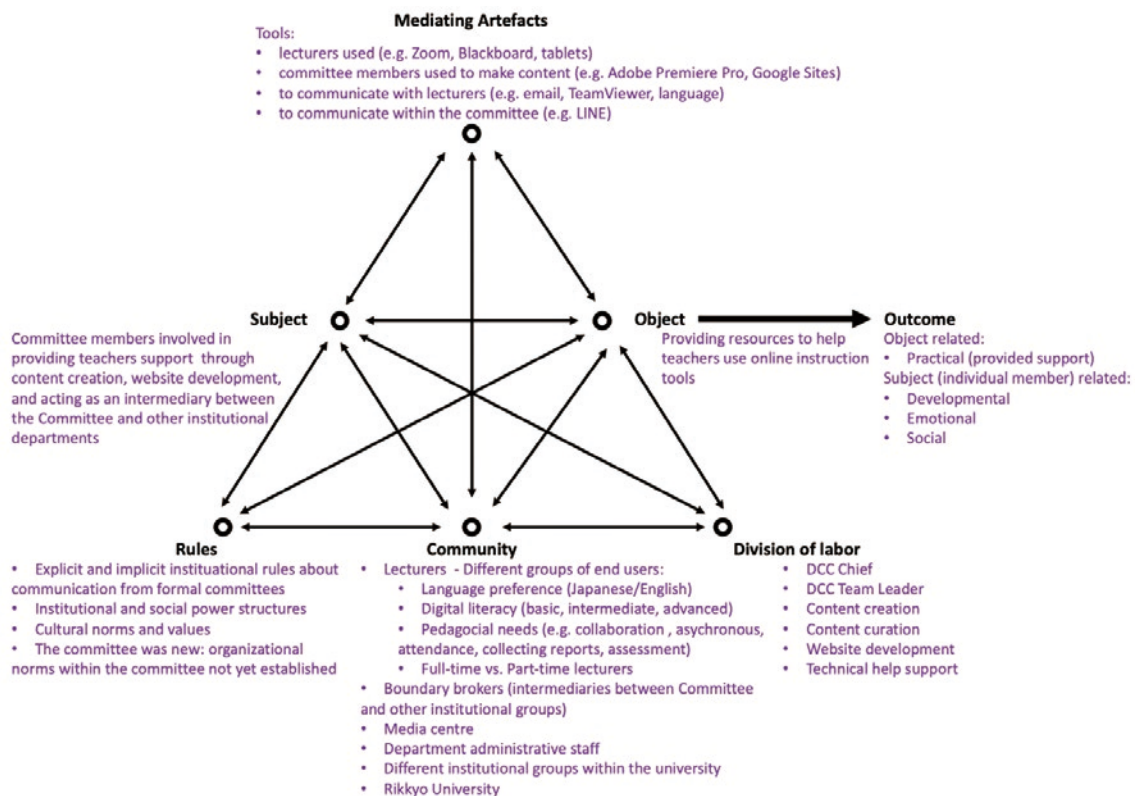 Mediating Artefacts
Tools:
• lecturers used (e.g. Zoom, Blackboard, tablets)
• committee members used to make content (e.g. Adobe Premiere Pro, Google Sites)
• to communicate with lecturers (e.g. email, TeamViewer, language)
• to communicate within the committee (e.g. LINE)
Subject
Committee members involved in
providing teachers support through
content creation, website development,
and acting as an intermediary between
the Committee and other institutional
departments
Object
Providing resources to help
teachers use online instruction
tools
Outcome
Object related:
• Practical (provided support)
Subject (individual member) related:
• Developmental
• Emotional
• Social
Rules
• Explicit and implicit instituational rules about
communication from formal committees
• Institutional and social power structures
• Cultural norms and values
• The committee was new: organizational
norms within the committee not yet established
Community
• Lecturers - Different groups of end users:
• Language preference (Japanese/English)
• Digital literacy (basic, intermediate, advanced)
• Pedagocial needs (e.g. collaboration , asychronous,
attendance, collecting reports, assessment)
• Full-time vs. Part-time lecturers
• Boundary brokers (intermediaries between Committee
and other institutional groups)
• Media centre
• Department administrative staff
• Different institutional groups within the university
• Rikkyo University
Division of labor
• DCC Chief
• DCC Team Leader
• Content creation
• Content curation
• Website development
• Technical help support